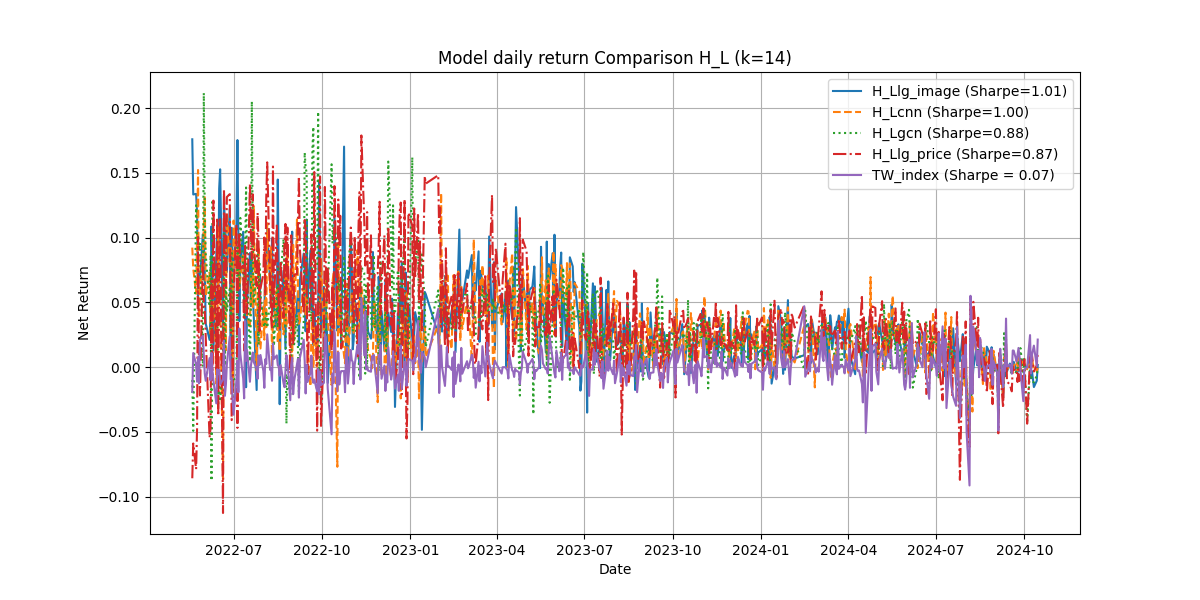 Model daily return Comparison H_L (k=14)
H_Llg_image (Sharpe=1.01)
H_Lcnn (Sharpe=1.00)
H_Lgcn (Sharpe=0.88)
H_Llg_price (Sharpe=0.87)
TW_index (Sharpe = 0.07)
Net Return
0.20
0.15
0.10
0.05
0.00
−0.05
−0.10
2022-07 2022-10 2023-01 2023-04 2023-07 2023-10 2024-01 2024-04 2024-07 2024-10
Date